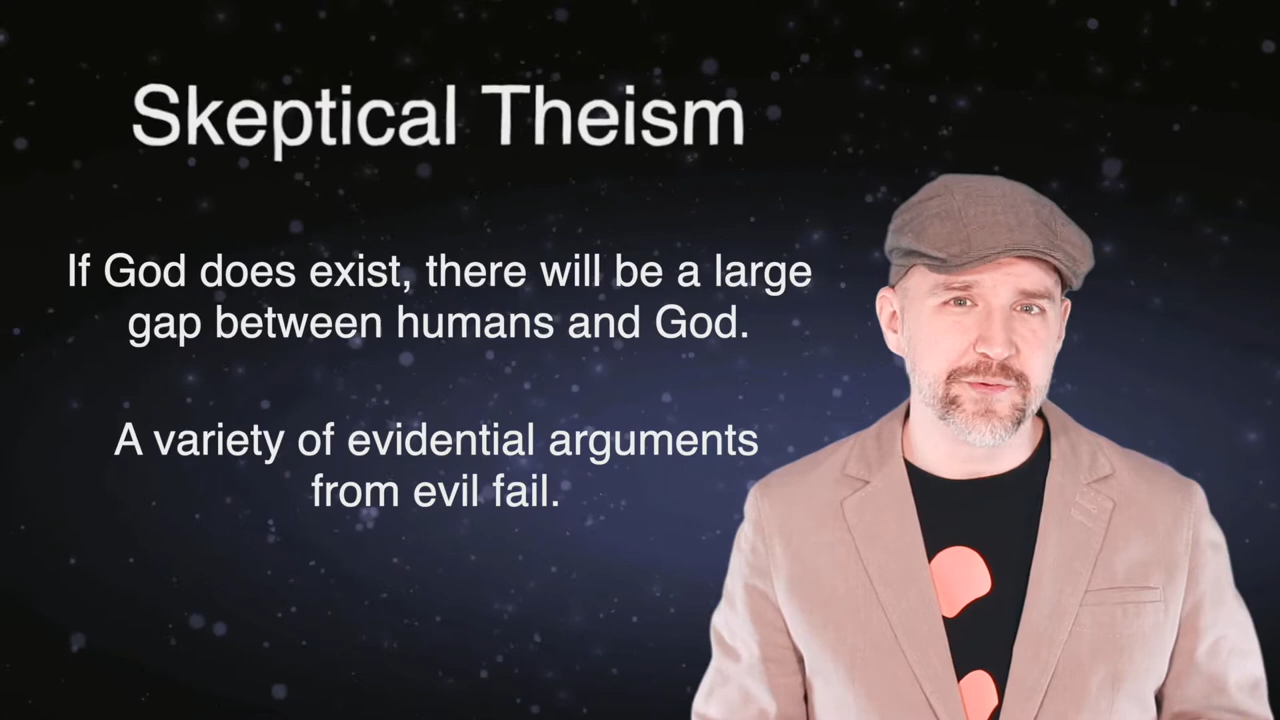 Skeptical Theism
If God does exist, there will be a large
gap between humans and God.
A variety of evidential arguments
from evil fail.